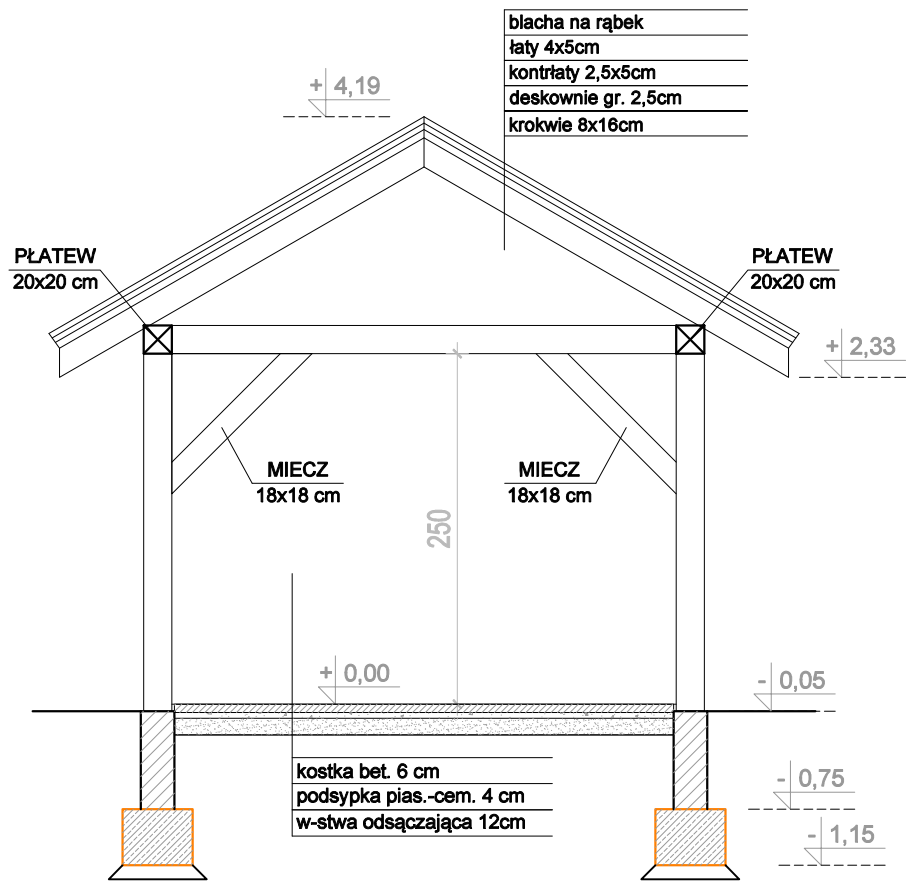 blacha na rąbek
łaty 4x5cm
kontrłaty 2,5x5cm
deskownie gr. 2,5cm
krokwie 8x16cm
+ 4,19
PŁATEW
20x20 cm
PŁATEW
20x20 cm
+ 2,33
MIECZ
18x18 cm
MIECZ
18x18 cm
250
+ 0,00
- 0,05
kostka bet. 6 cm
podsypka pias.-cem. 4 cm
w-stwa odsączająca 12cm
- 0,75
- 1,15